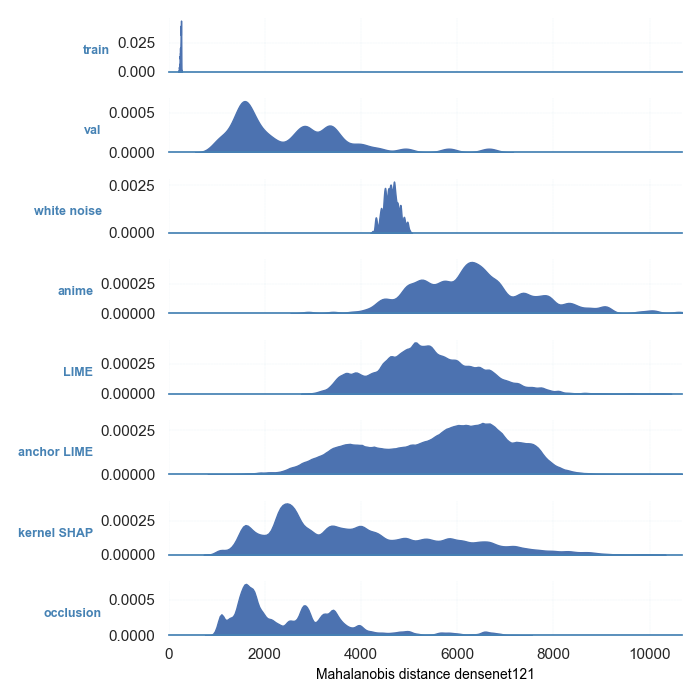 0.025
train
0.000
0.0005
val
0.0000
0.0025
white noise
0.0000
0.00025
anime
0.00000
0.00025
LIME
0.00000
0.00025
anchor LIME
0.00000
0.00025
kernel SHAP
0.00000
0.0005
occlusion
0.0000
0 2000 4000 6000 8000 10000
Mahalanobis distance densenet121